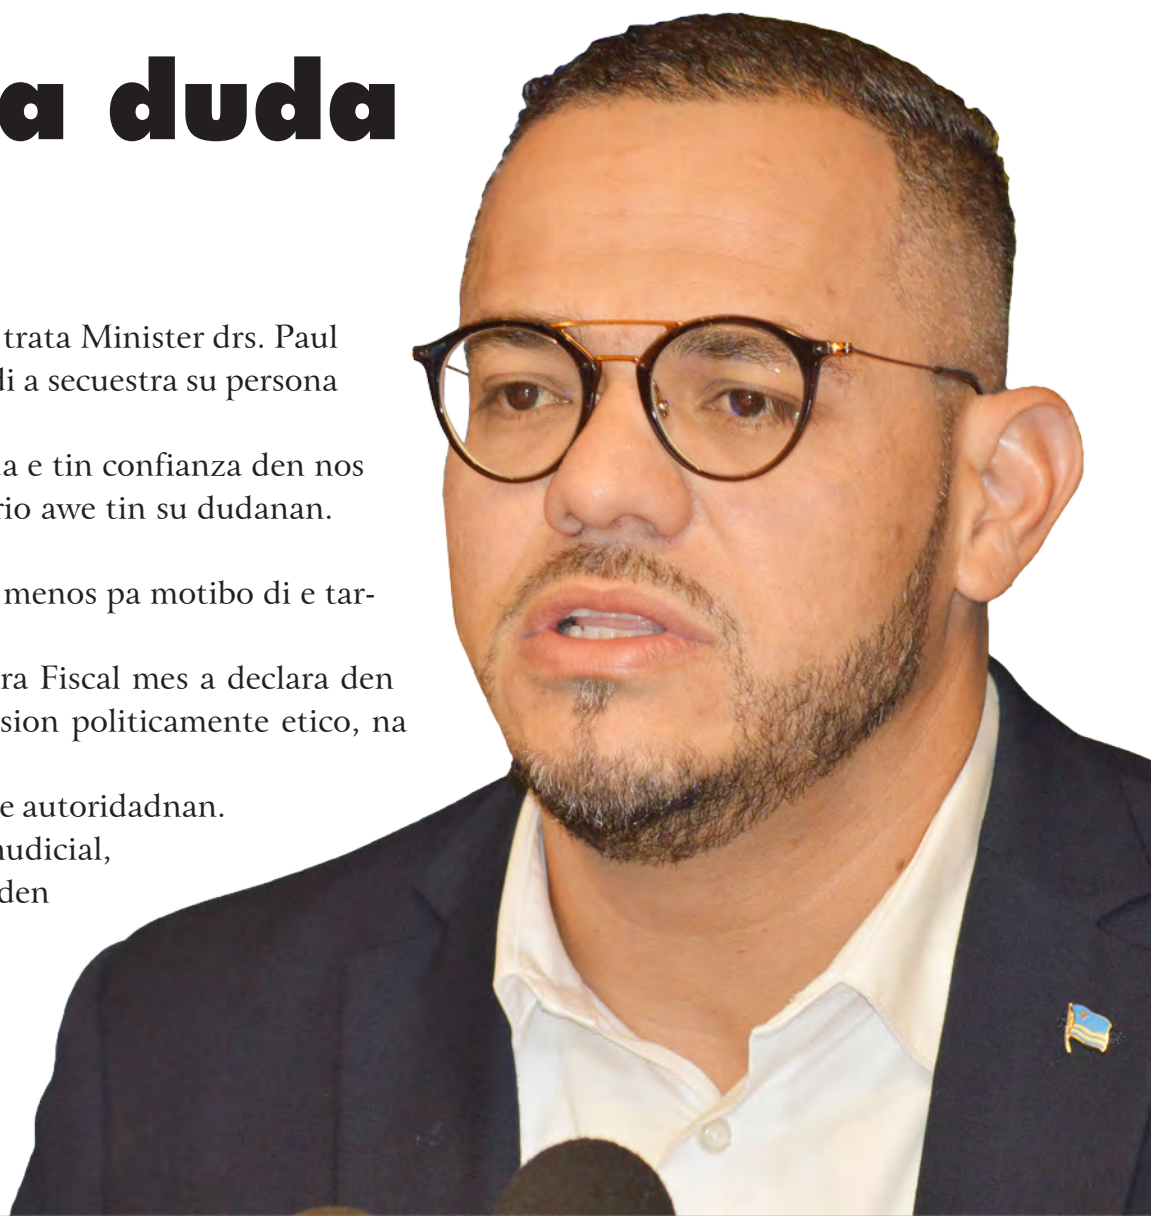 a duda
trata Minister drs. Paul
di a secuestra su persona
a e tin confianza den nos
rio awe tin su dudanan.
menos pa motibo di e tar-
ra Fiscal mes a declara den
sion politicamente etico, na
e autoridadnan.
udicial,
den